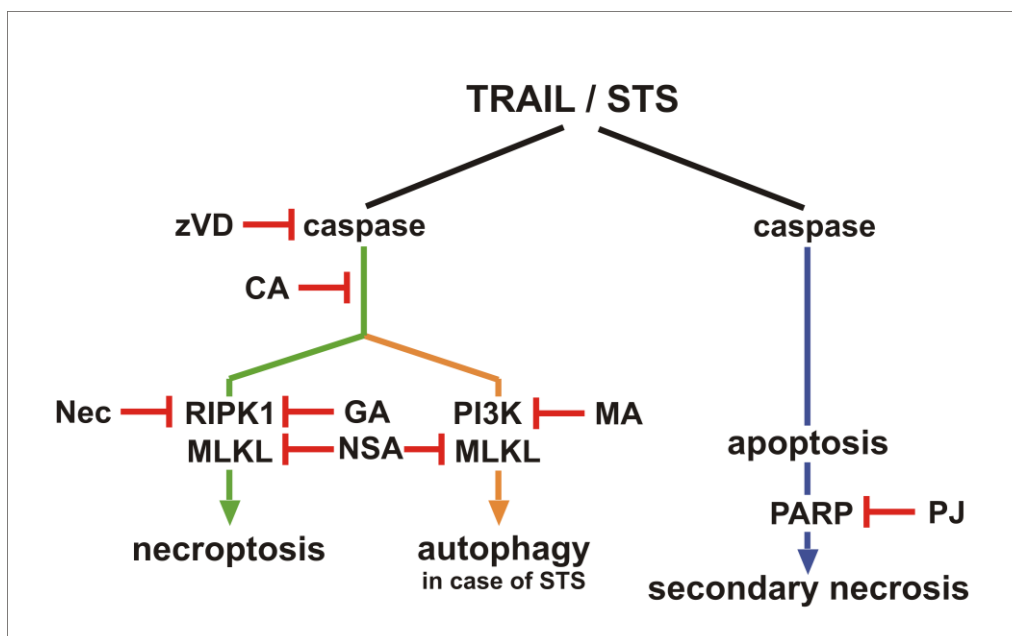 TRAIL / STS
zVD caspase caspase
CA
Nec RIPK1 GA PI3K MA
MLKL NSA MLKL
apoptosis
PARP PJ
necroptosis autophagy
in case of STS
secondary necrosis